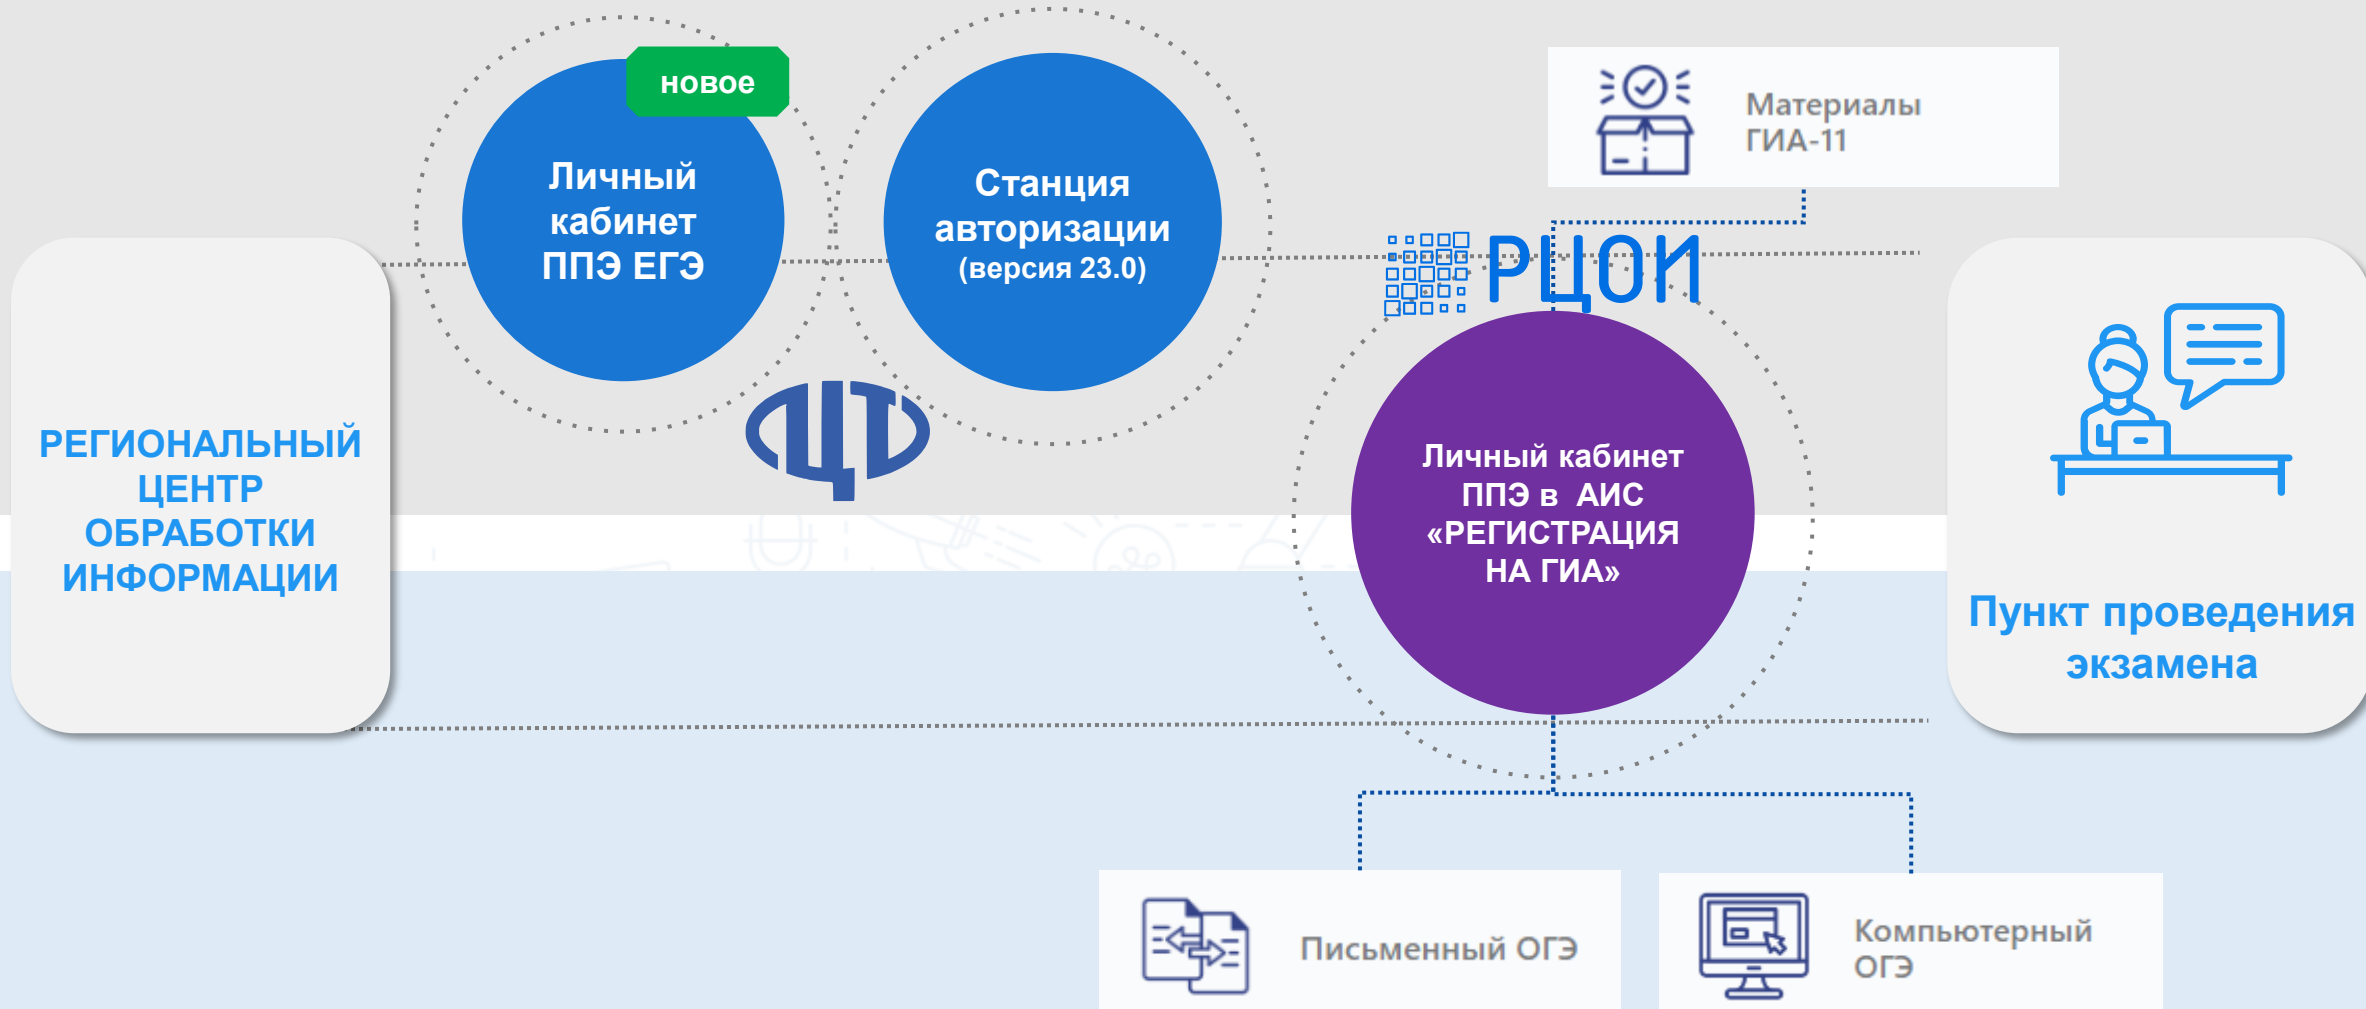 новое
Личный
кабинет
ППЭ ЕГЭ
Станция
авторизации
(версия 23.0)
Материалы
ГИА-11
РЦОИ
ЦТ
РЕГИОНАЛЬНЫЙ
ЦЕНТР
ОБРАБОТКИ
ИНФОРМАЦИИ
Личный кабинет
ППЭ в АИС
«РЕГИСТРАЦИЯ
НА ГИА»
Пункт проведения
экзамена
Письменный ОГЭ
Компьютерный
ОГЭ